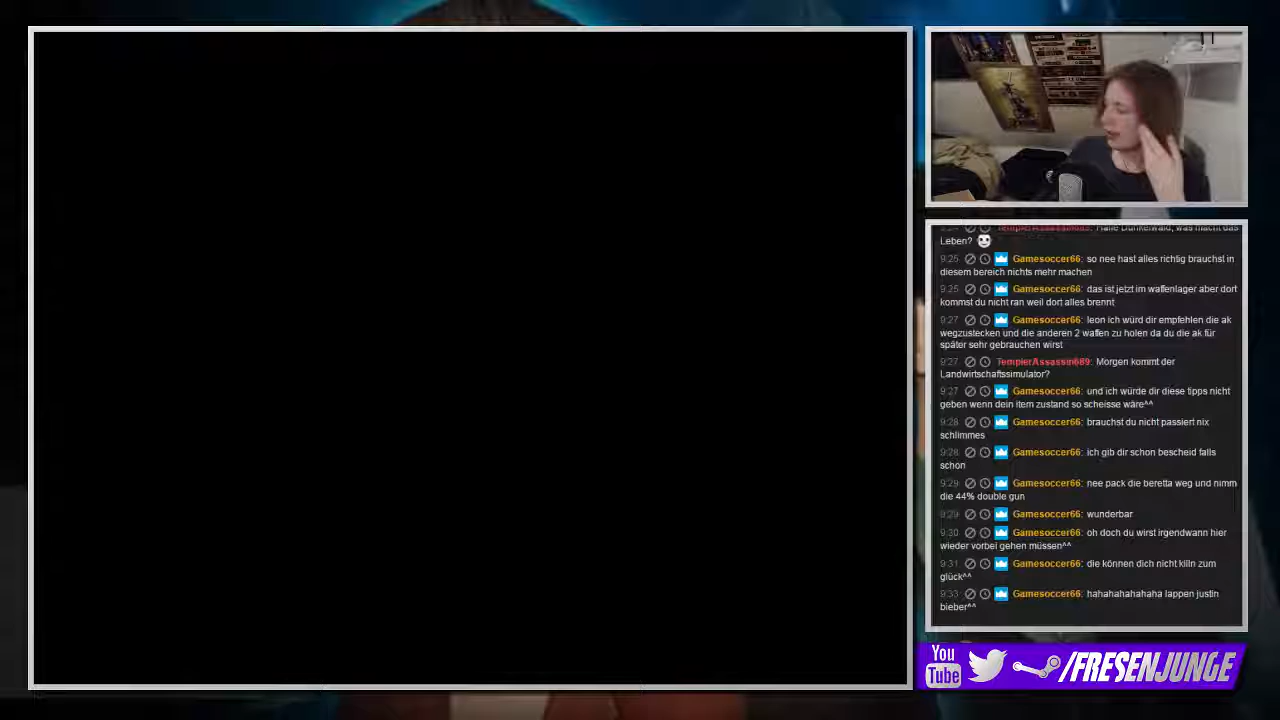 Leben?
9:25 Gamesoccer66: so nee hast alles richtig brauchst in
diesem bereich nichts mehr machen
9:25 Gamesoccer66: das ist jetzt im waffenlager aber dort
kommst du nicht ran weil dort alles brennt
9:27 Gamesoccer66: leon ich würd dir empfehlen die ak
wegzustecken und die anderen 2 waffen zu holen da du die ak für
später sehr gebrauchen wirst
9:27 TemplerAssassin689: Morgen kommt der
Landwirtschaftssimulator?
9:27 Gamesoccer66: und ich würde dir diese tipps nicht
geben wenn dein item zustand so scheisse wäre^^
9:28 Gamesoccer66: brauchst du nicht passiert nix
schlimmes
9:28 Gamesoccer66: ich gib dir schon bescheid falls
schon
9:29 Gamesoccer66: nee pack die beretta weg und nimm
die 44% double gun
9:29 Gamesoccer66: wunderbar
9:30 Gamesoccer66: oh doch du wirst irgendwann hier
wieder vorbei gehen müssen^^
9:31 Gamesoccer66: die können dich nicht killn zum
glück^^
9:33 Gamesoccer66: hahahahahahaha lappen justin
bieber^^
You
Tube
/FRESENJUNGE